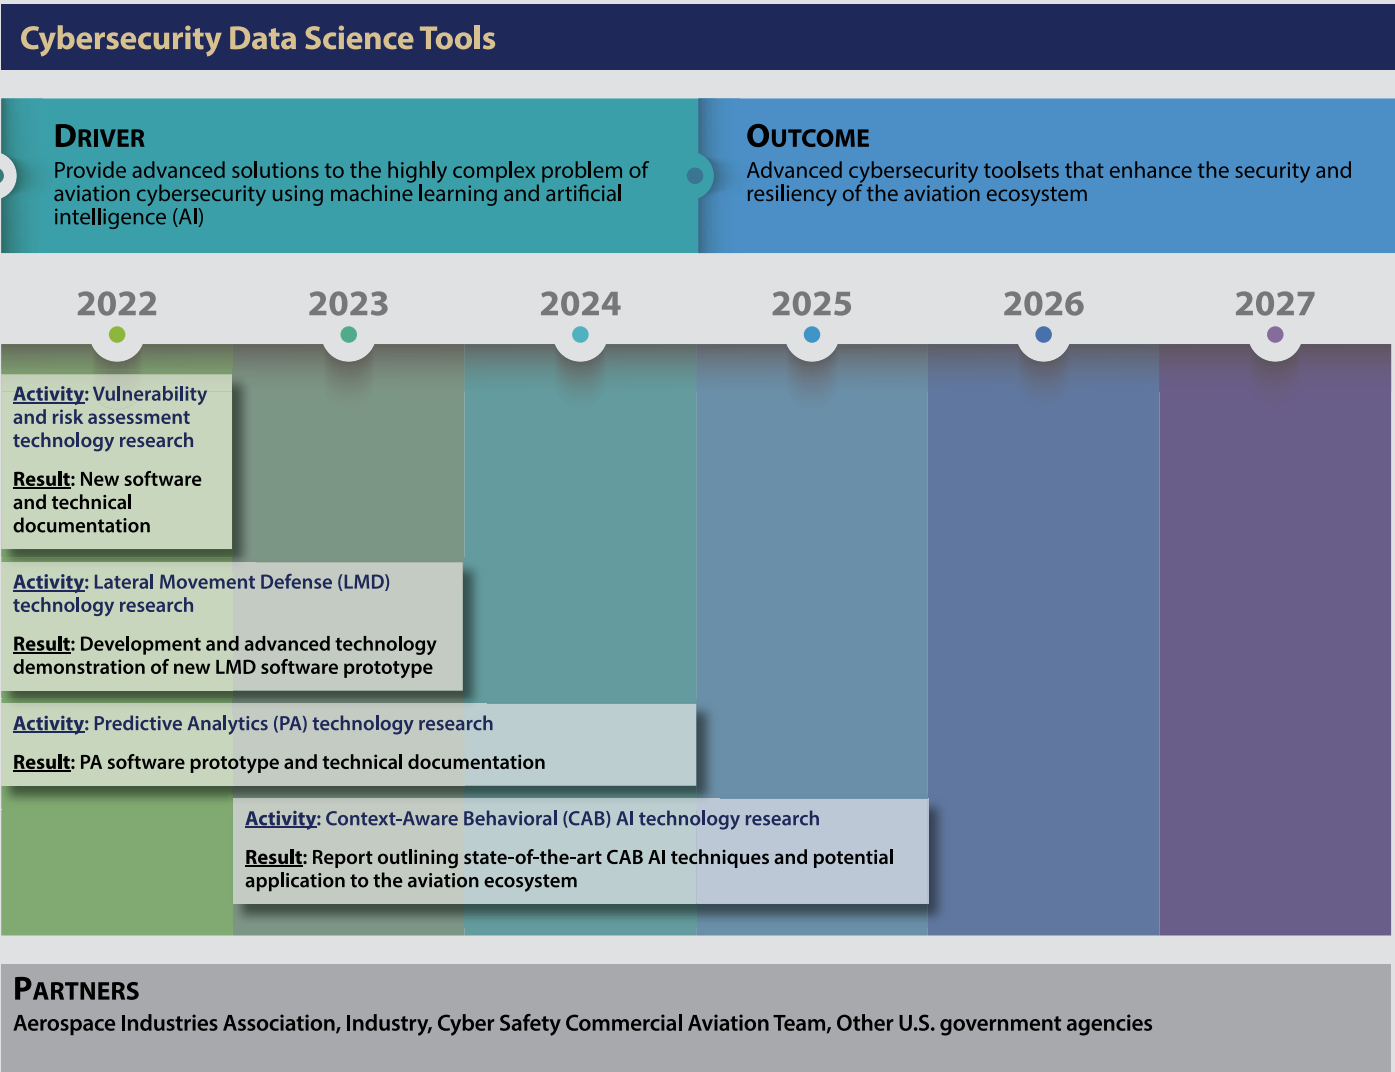 Cybersecurity Data Science Tools
DRIVER
Provide advanced solutions to the highly complex problem of
aviation cybersecurity using machine learning and artificial
intelligence (AI)
OUTCOME
Advanced cybersecurity toolsets that enhance the security and
resiliency of the aviation ecosystem
2022 2023 2024 2025 2026 2027
Activity: Vulnerability
and risk assessment
technology research
Result: New software
and technical
documentation
Activity: Lateral Movement Defense (LMD)
technology research
Result: Development and advanced technology
demonstration of new LMD software prototype
Activity: Predictive Analytics (PA) technology research
Result: PA software prototype and technical documentation
Activity: Context-Aware Behavioral (CAB) AI technology research
Result: Report outlining state-of-the-art CAB AI techniques and potential
application to the aviation ecosystem
PARTNERS
Aerospace Industries Association, Industry, Cyber Safety Commercial Aviation Team, Other U.S. government agencies